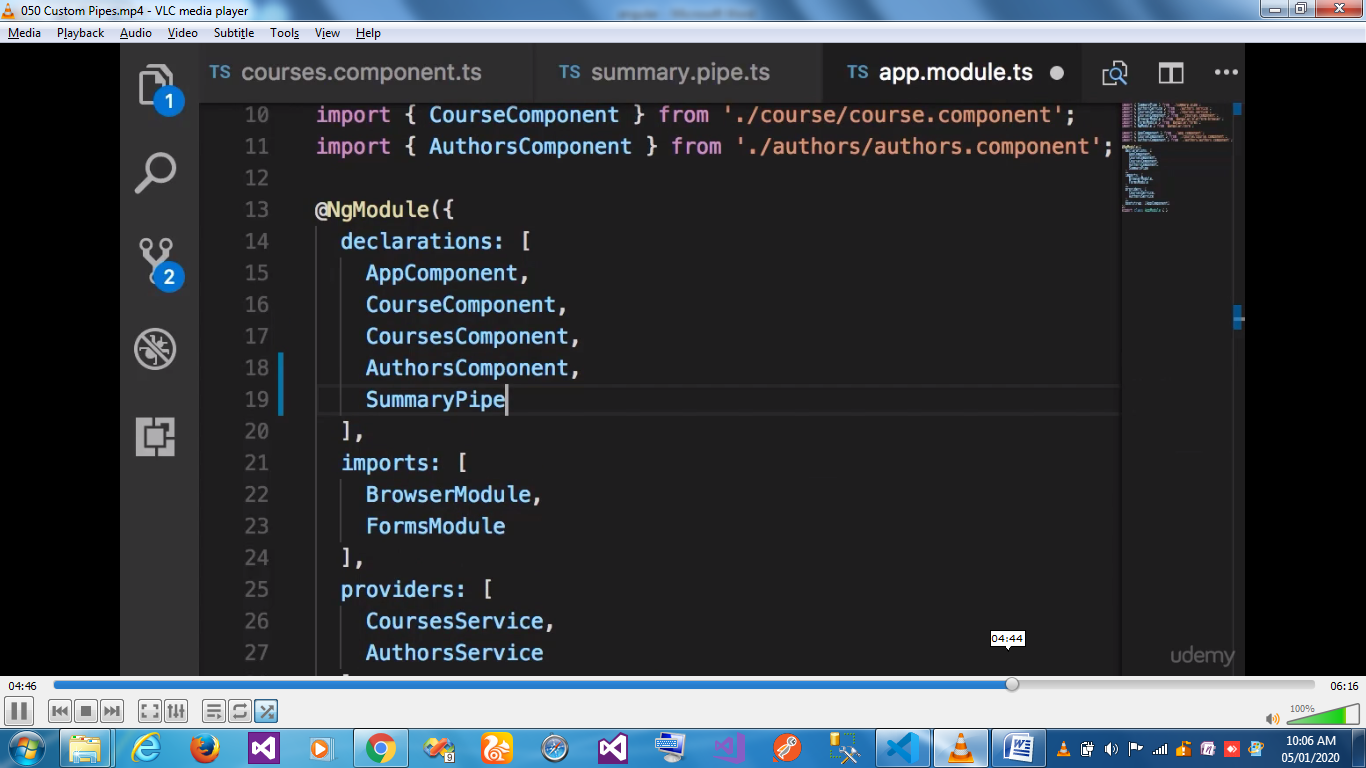 050 Custom Pipes.mp4 - VLC media player
Media Playback Audio Video Subtitle Tools View Help
TS courses.component.ts TS summary.pipe.ts TS app.module.ts
1
2
10 import { CourseComponent } from './course/course.component';
11 import { AuthorsComponent } from './authors/authors.component';
12
13 @NgModule({
14 declarations: [
15 AppComponent,
16 CourseComponent,
17 CoursesComponent,
18 AuthorsComponent,
19 SummaryPipe
20 ],
21 imports: [
22 BrowserModule,
23 FormsModule
24 ],
25 providers: [
26 CoursesService,
27 AuthorsService
04:44
udemy
04:46 06:16
100%
9
10:06 AM
05/01/2020